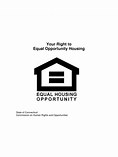 Your Right to
Equal Opportunity Housing
EQUAL HOUSING
OPPORTUNITY
State of Connecticut
Commission on Human Rights and Opportunities